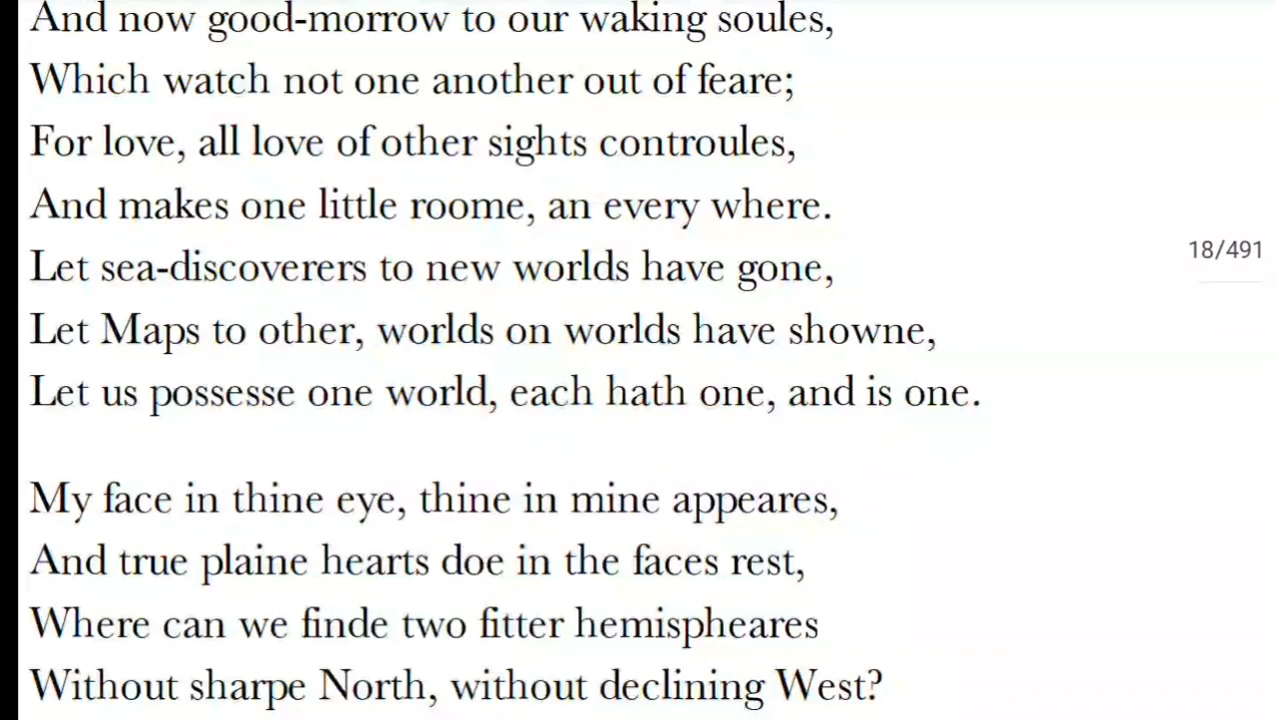 And now good-morrow to our waking soules,
Which watch not one another out of feare;
For love, all love of other sights controules,
And makes one little roome, an every where.
Let sea-discoverers to new worlds have gone,
18/491
Let Maps to other, worlds on worlds have showne,
Let us possesse one world, each hath one, and is one.
My face in thine eye, thine in mine appeares,
And true plaine hearts doe in the faces rest,
Where can we finde two fitter hemispheares
Without sharpe North, without declining West?